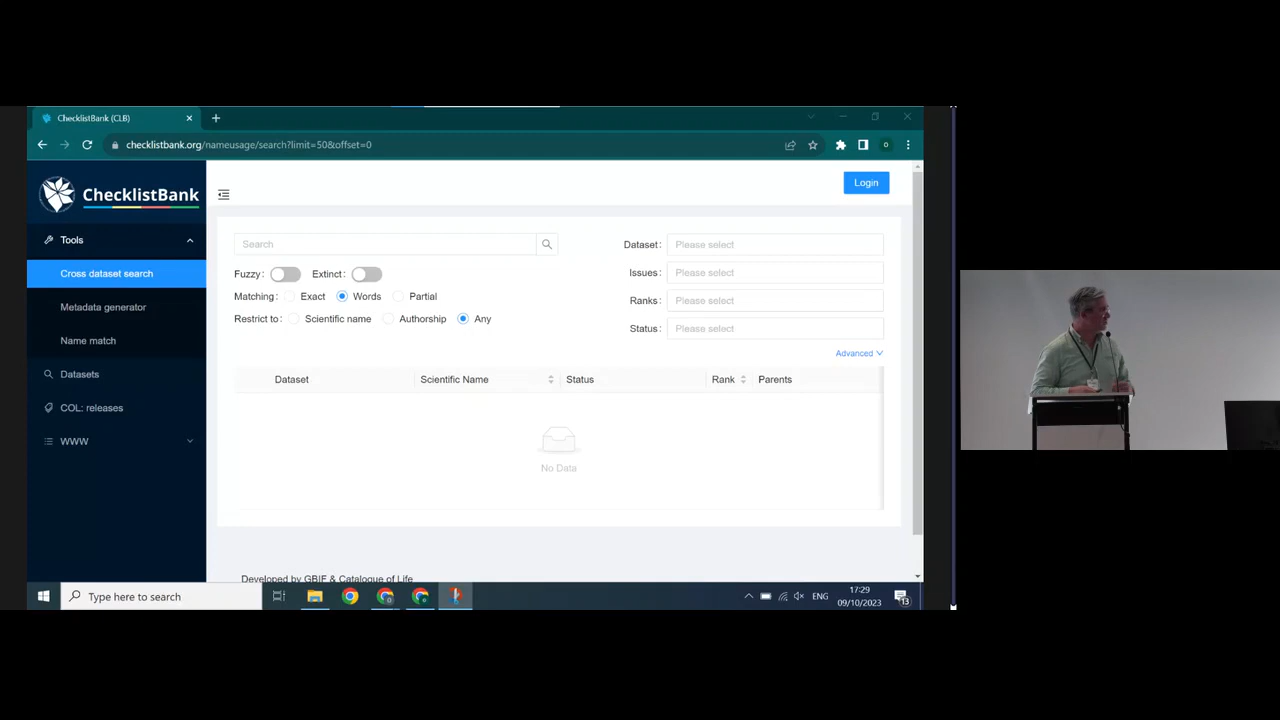 ChecklistBank (CLB)
checklistbank.org/nameusage/search?limit=50&offset=0
ChecklistBank
Login
Tools
Cross dataset search
Metadata generator
Name match
Datasets
COL: releases
WWW
Search
Fuzzy: Extinct:
Matching: Exact Words Partial
Restrict to: Scientific name Authorship Any
Dataset: Please select
Issues: Please select
Ranks: Please select
Status: Please select
Advanced
Dataset Scientific Name Status Rank Parents
No Data
Developed by GBIF & Catalogue of Life
Type here to search
ENG
17:29
09/10/2023
13